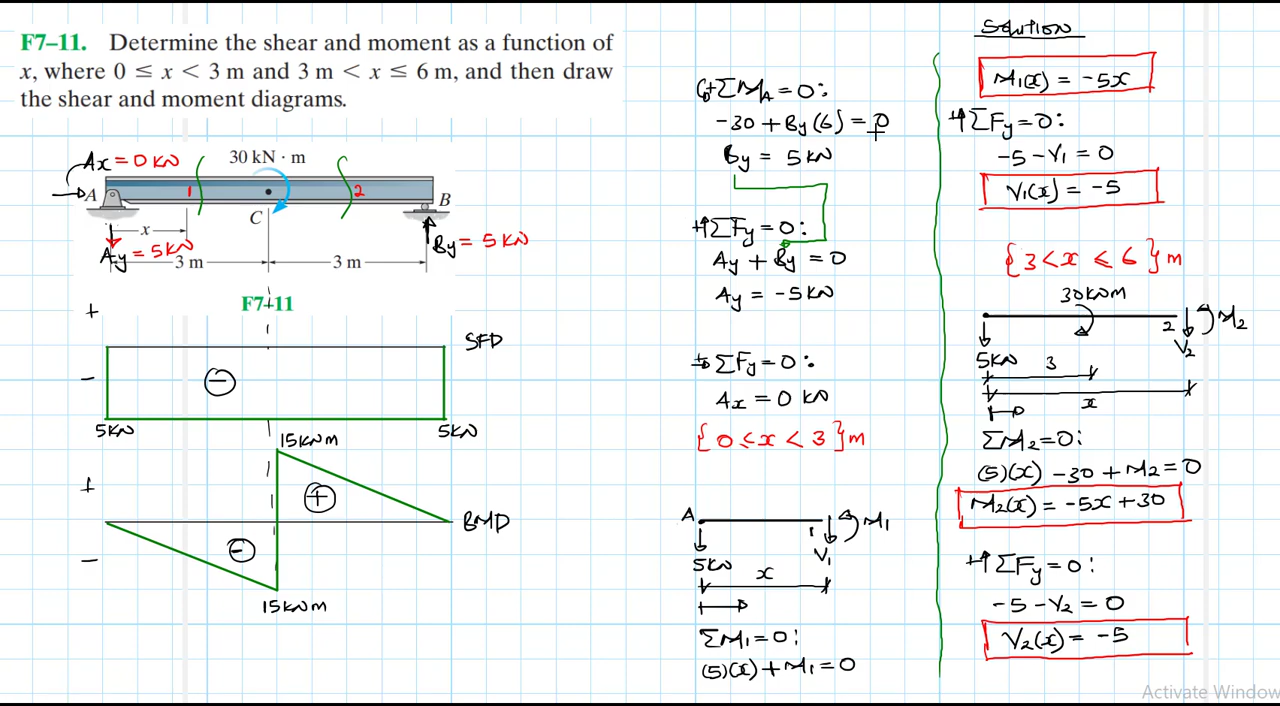 F7–11. Determine the shear and moment as a function of
x, where 0 ≤ x < 3 m and 3 m < x ≤ 6 m, and then draw
the shear and moment diagrams.
Ax = 0 KN
30 kN · m
A
1
2
B
C
x
Ay = 5 KN
By = 5 KN
3 m
3 m
F7–11
+
SFD
−
−
5KN
5KN
15KNm
+
+
BMD
−
−
15KNm
+ΣMA = 0:
-30 + By(6) = 0
By = 5 KN
+↑ΣFy = 0:
Ay + By = 0
Ay = -5 KN
+→ ΣFy = 0:
Ax = 0 KN
{0 ≤ x < 3}m
A
1
M1
V1
5KN
x
ΣM1 = 0:
(5)(x) + M1 = 0
SOLUTION
M1(x) = -5x
+↑ΣFy = 0:
-5 - V1 = 0
V1(x) = -5
{3 < x ≤ 6}m
30KNm
2
M2
V2
5KN
3
x
ΣM2 = 0:
(5)(x) - 30 + M2 = 0
M2(x) = -5x + 30
+↑ΣFy = 0:
-5 - V2 = 0
V2(x) = -5
Activate Window